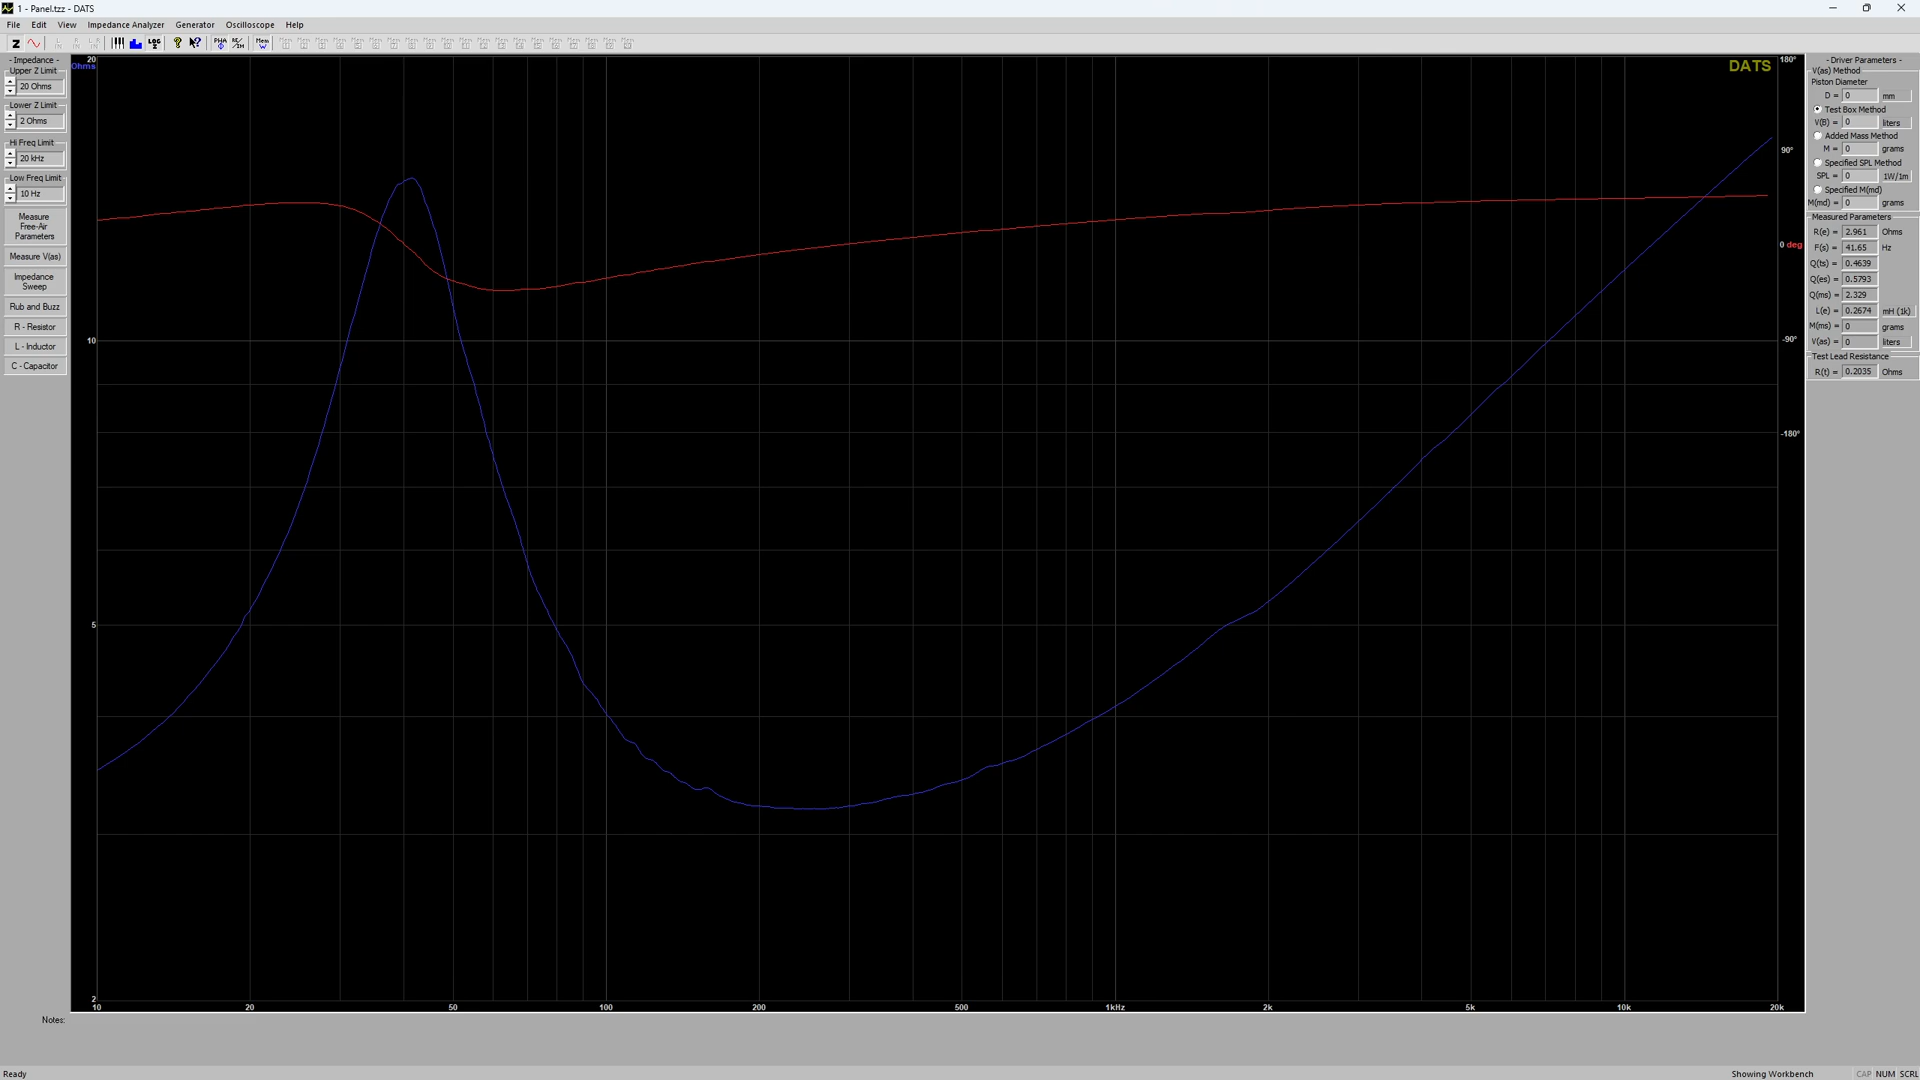 1 - Panel.tzz - DATS
File Edit View Impedance Analyzer Generator Oscilloscope Help
Z LOG Z ? ? PHA RE/IM Mem
- Impedance -
Upper Z Limit
20 Ohms
Lower Z Limit
2 Ohms
Hi Freq Limit
20 kHz
Low Freq Limit
10 Hz
Measure
Free-Air
Parameters
Measure V(as)
Impedance
Sweep
Rub and Buzz
R - Resistor
L - Inductor
C - Capacitor
20
Ohms
10
5
2
DATS
180°
90°
0 deg
-90°
-180°
10 20 50 100 200 500 1kHz 2k 5k 10k 20k
- Driver Parameters -
V(as) Method
Piston Diameter
D = 0 mm
Test Box Method
V(B) = 0 liters
Added Mass Method
M = 0 grams
Specified SPL Method
SPL = 0 1W/1m
Specified M(md)
M(md) = 0 grams
Measured Parameters
R(e) = 2.961 Ohms
F(s) = 41.65 Hz
Q(ts) = 0.4639
Q(es) = 0.5793
Q(ms) = 2.329
L(e) = 0.2674 mH (1k)
M(ms) = 0 grams
V(as) = 0 liters
Test Lead Resistance
R(t) = 0.2035 Ohms
Notes:
Ready
Showing Workbench CAP NUM SCRL